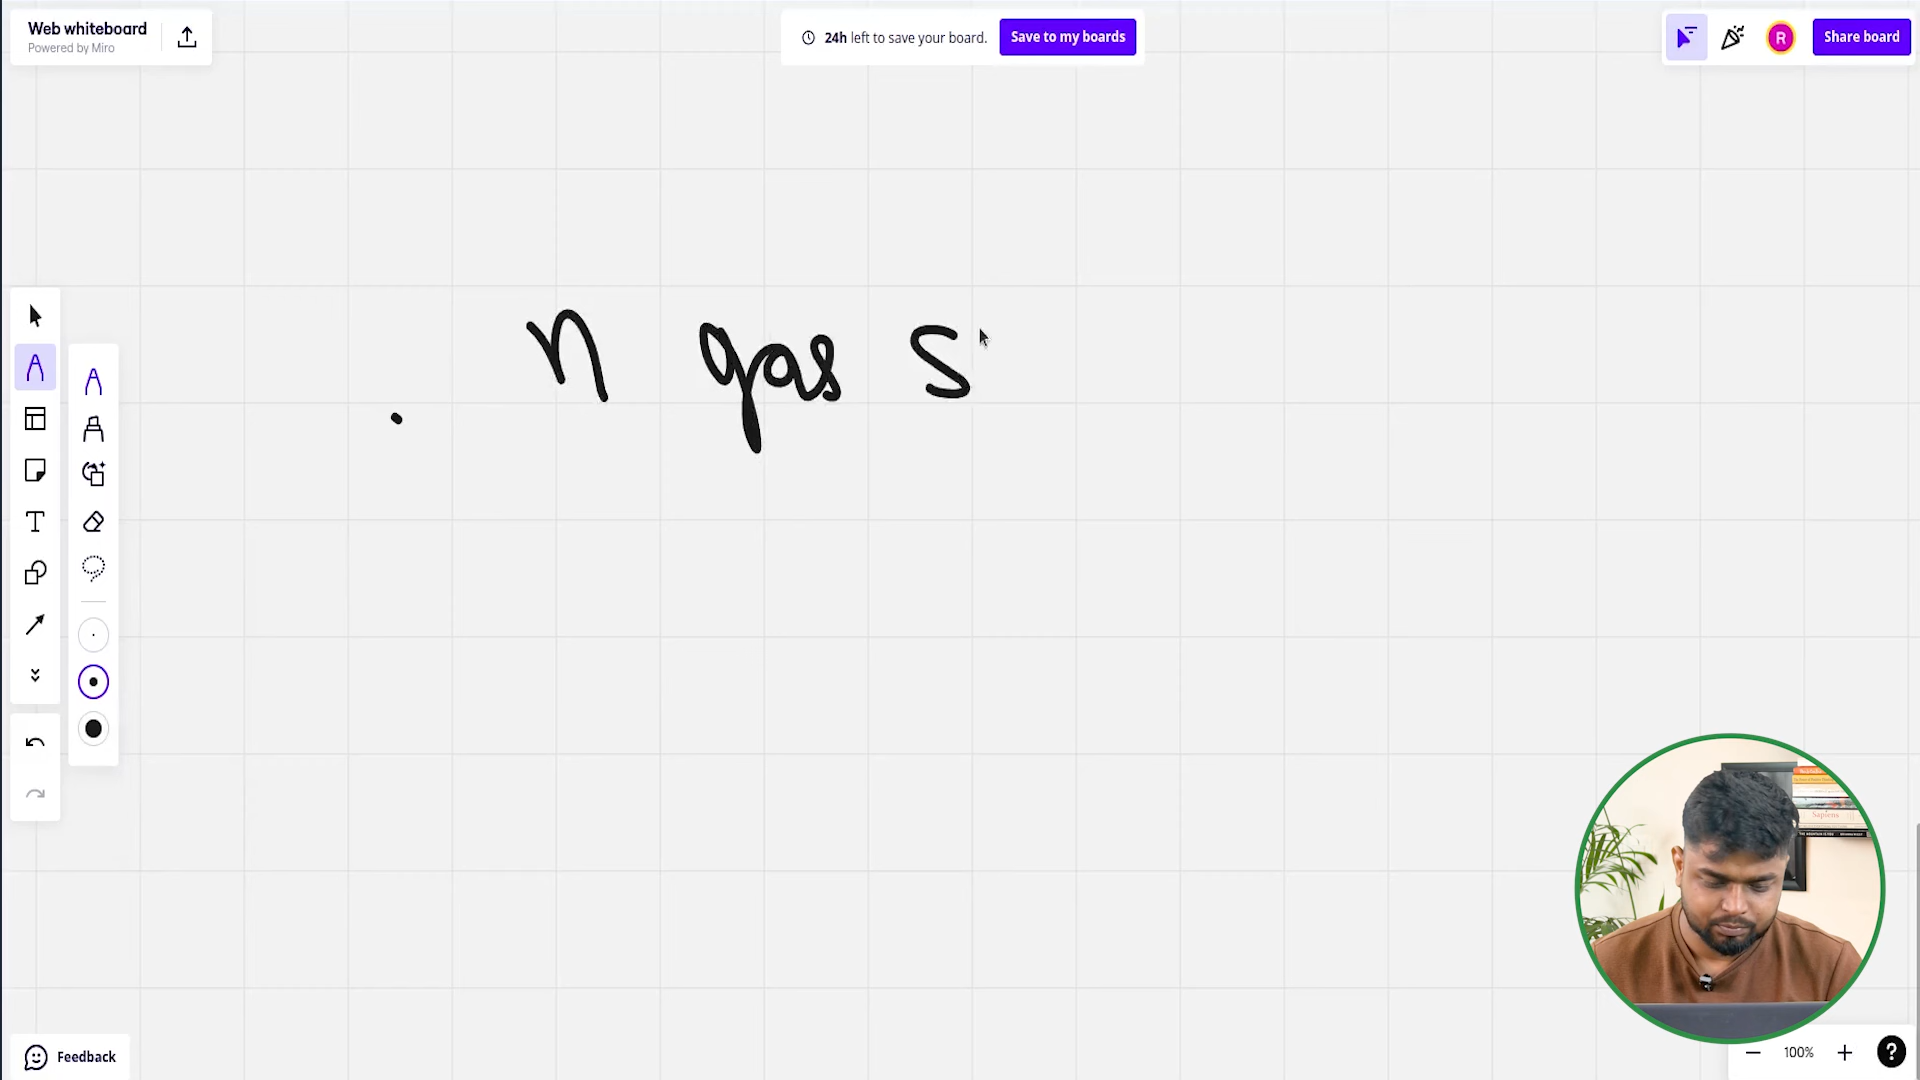 Web whiteboard
Powered by Miro
24h left to save your board.
Save to my boards
R
Share board
n gas s
T
Sapiens
Feedback
100%
?